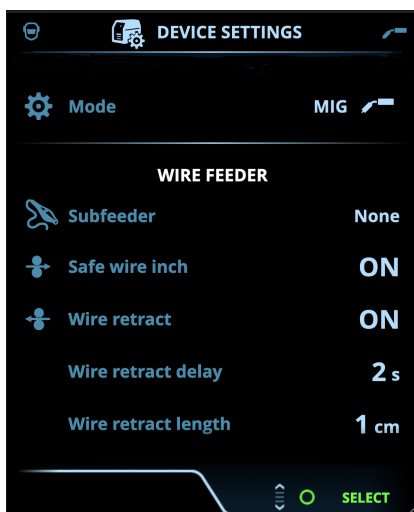 DEVICE SETTINGS
Mode MIG
WIRE FEEDER
Subfeeder None
Safe wire inch ON
Wire retract ON
Wire retract delay 2 s
Wire retract length 1 cm
SELECT